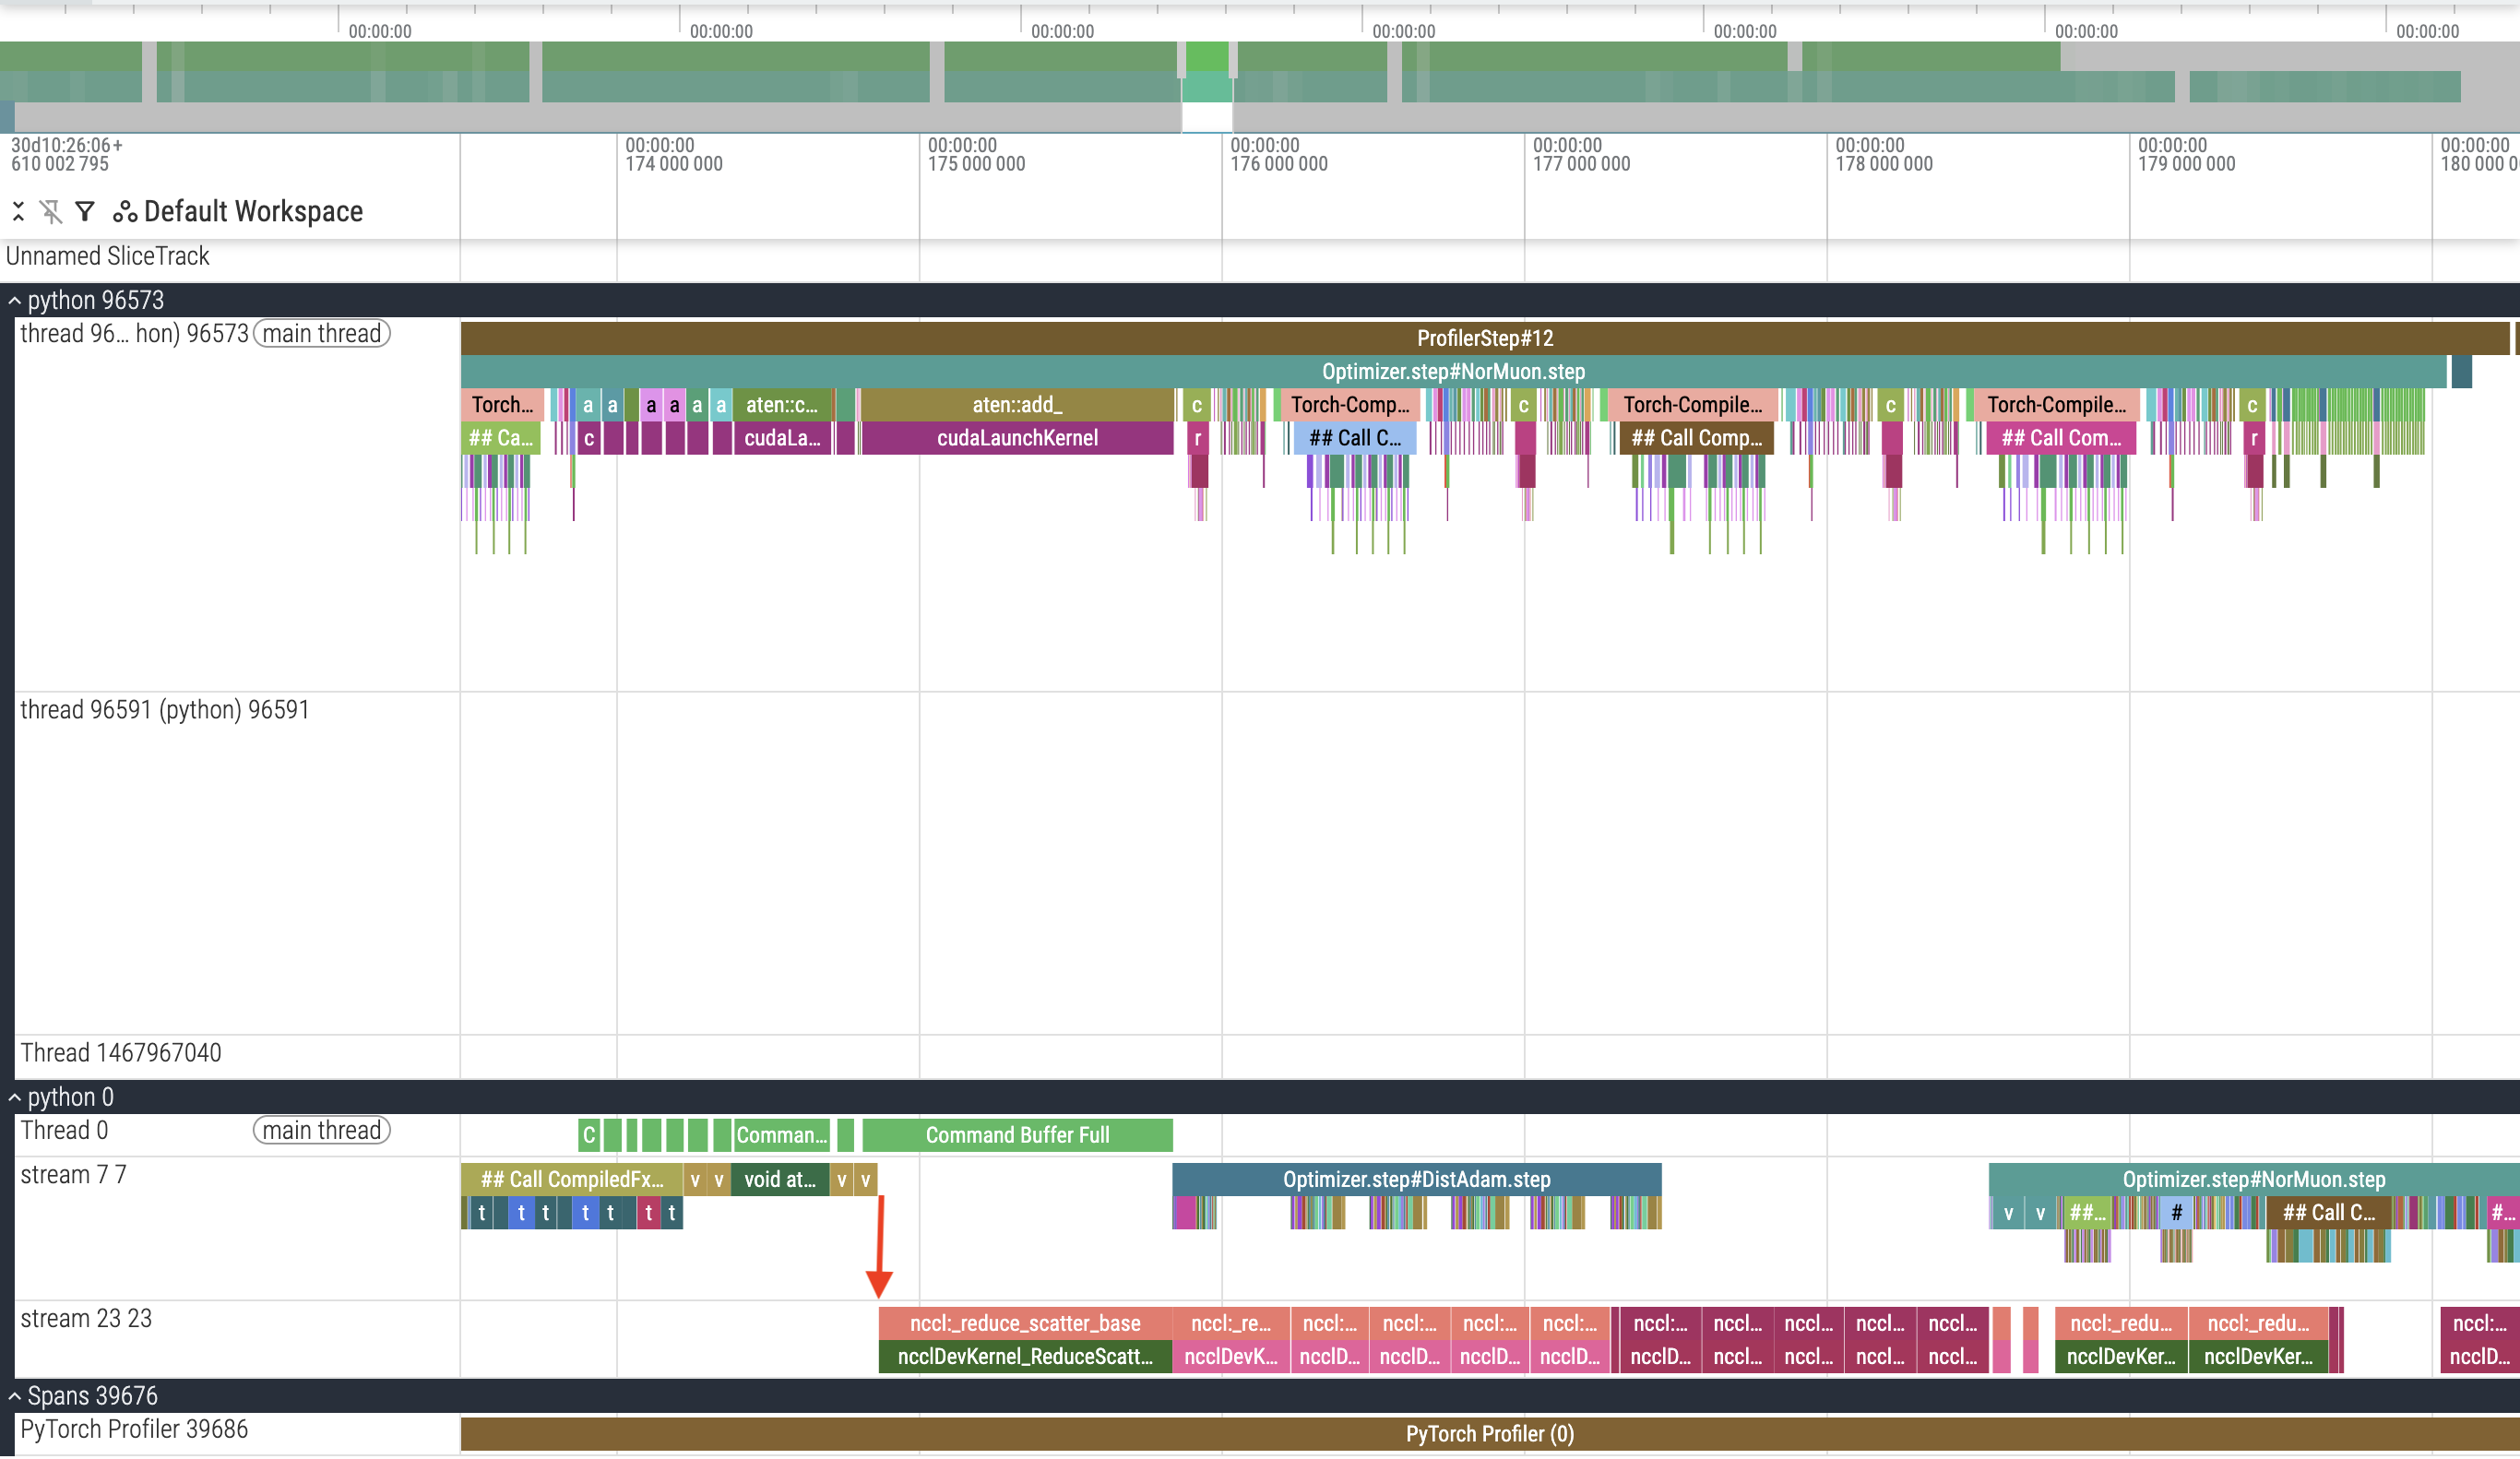 00:00:00 00:00:00 00:00:00 00:00:00 00:00:00 00:00:00 00:00:00
30d10:26:06+ 00:00:00 00:00:00 00:00:00 00:00:00 00:00:00 00:00:00 00:00:00
610 002 795 174 000 000 175 000 000 176 000 000 177 000 000 178 000 000 179 000 000 180 000 0
Default Workspace
Unnamed SliceTrack
python 96573
thread 96... hon) 96573 main thread ProfilerStep#12
Optimizer.step#NorMuon.step
Torch... a a a a a a aten::c... aten::add_ c Torch-Comp... c Torch-Compile... c Torch-Compile... c
## Ca... c cudaLa... cudaLaunchKernel r ## Call C... ## Call Comp... ## Call Com... r
thread 96591 (python) 96591
Thread 1467967040
python 0
Thread 0 main thread C Comman... Command Buffer Full
stream 7 7 ## Call CompiledFx... v v void at... v v Optimizer.step#DistAdam.step Optimizer.step#NorMuon.step
t t t t t t t v v ##... # ## Call C... #...
stream 23 23 nccl:_reduce_scatter_base nccl:_re... nccl:... nccl:... nccl:... nccl:... nccl:... nccl... nccl... nccl... nccl... nccl:_redu... nccl:_redu... nccl:...
ncclDevKernel_ReduceScatt... ncclDevK... ncclD... ncclD... ncclD... ncclD... ncclD... nccl... nccl... nccl... nccl... ncclDevKer... ncclDevKer... ncclD...
Spans 39676
PyTorch Profiler 39686 PyTorch Profiler (0)